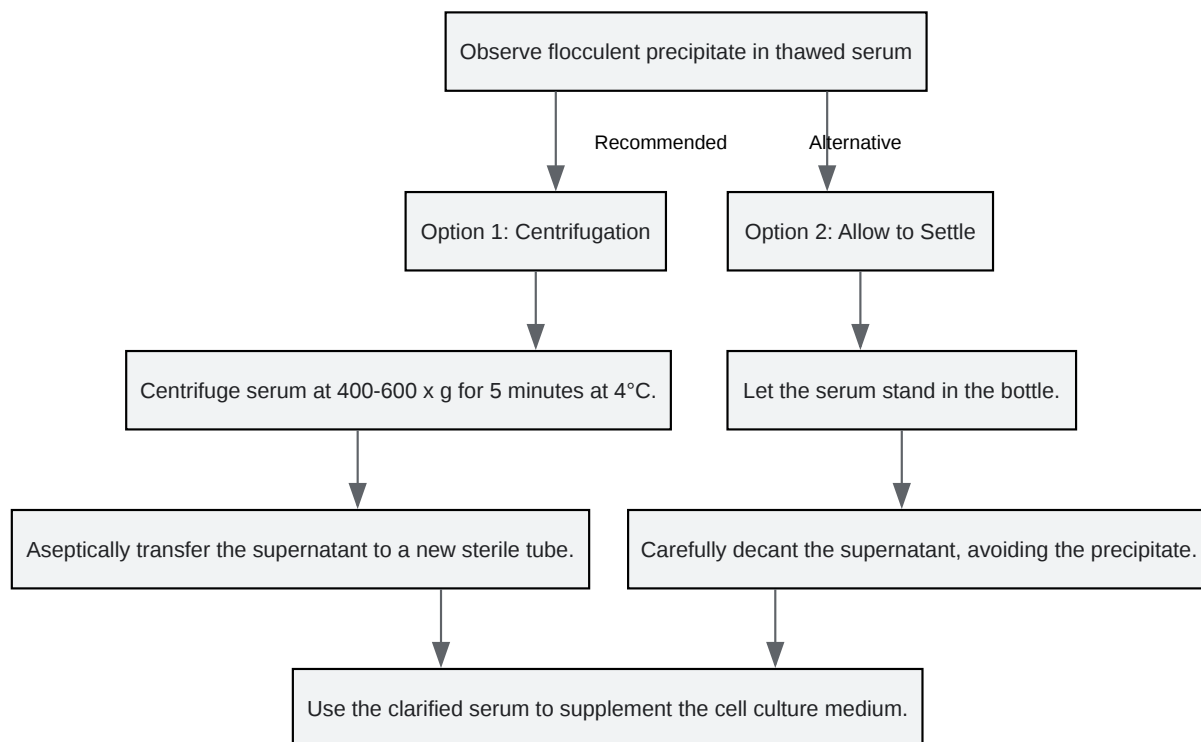 Observe flocculent precipitate in thawed serum
Recommended
Alternative
Option 1: Centrifugation
Option 2: Allow to Settle
Centrifuge serum at 400-600 x g for 5 minutes at 4°C.
Let the serum stand in the bottle.
Aseptically transfer the supernatant to a new sterile tube.
Carefully decant the supernatant, avoiding the precipitate.
Use the clarified serum to supplement the cell culture medium.